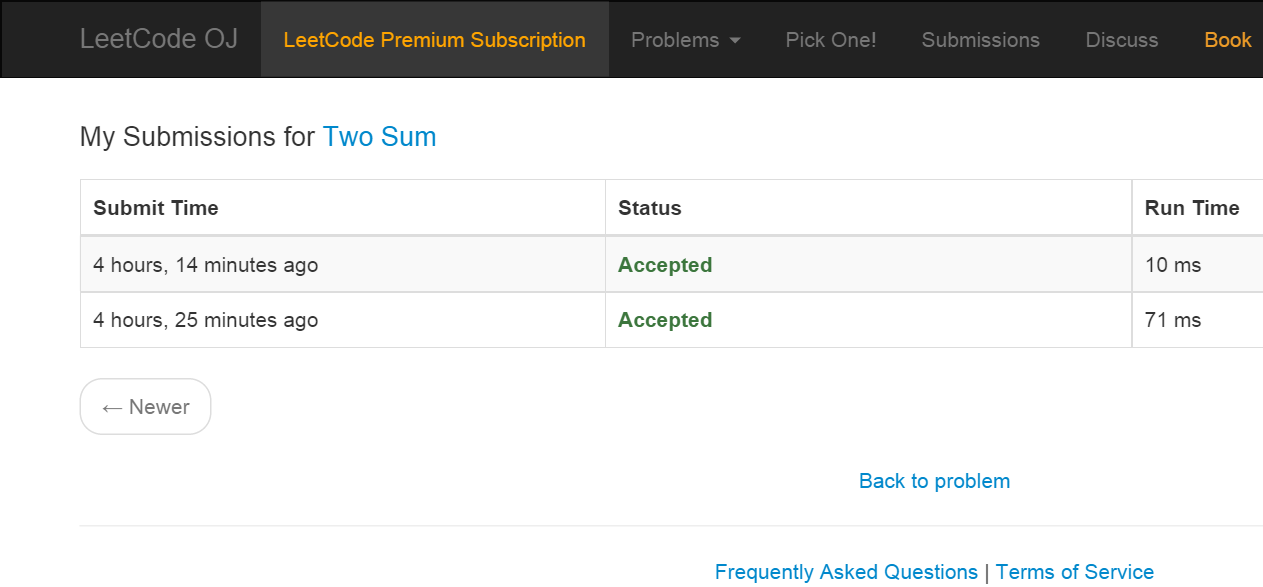 LeetCode OJ LeetCode Premium Subscription Problems Pick One! Submissions Discuss Book
My Submissions for Two Sum
Submit Time Status Run Time
4 hours, 14 minutes ago Accepted 10 ms
4 hours, 25 minutes ago Accepted 71 ms
← Newer
Back to problem
Frequently Asked Questions | Terms of Service